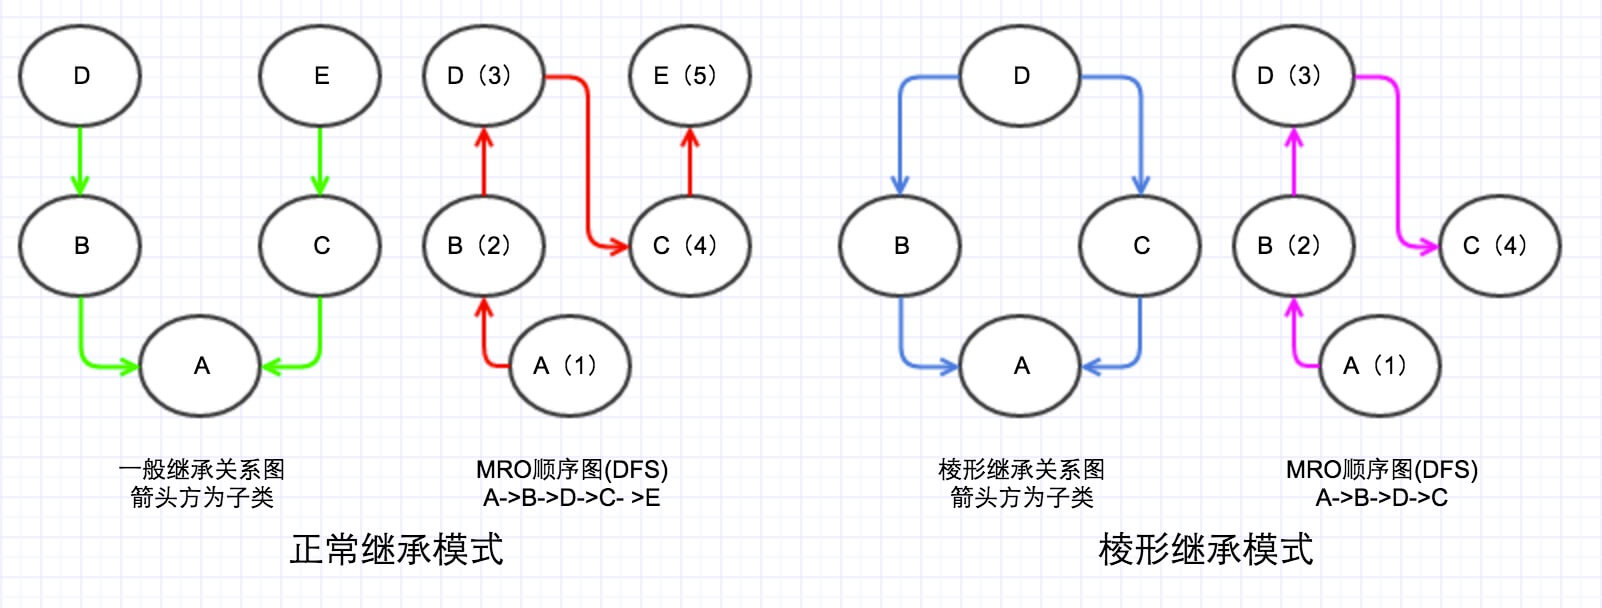 D
E
D（3）
E（5）
D
D（3）
B
C
B（2）
C（4）
B
C
B（2）
C（4）
A
A（1）
A
A（1）
一般继承关系图
箭头方为子类
MRO顺序图(DFS)
A->B->D->C- >E
棱形继承关系图
箭头方为子类
MRO顺序图(DFS)
A->B->D->C
正常继承模式
棱形继承模式